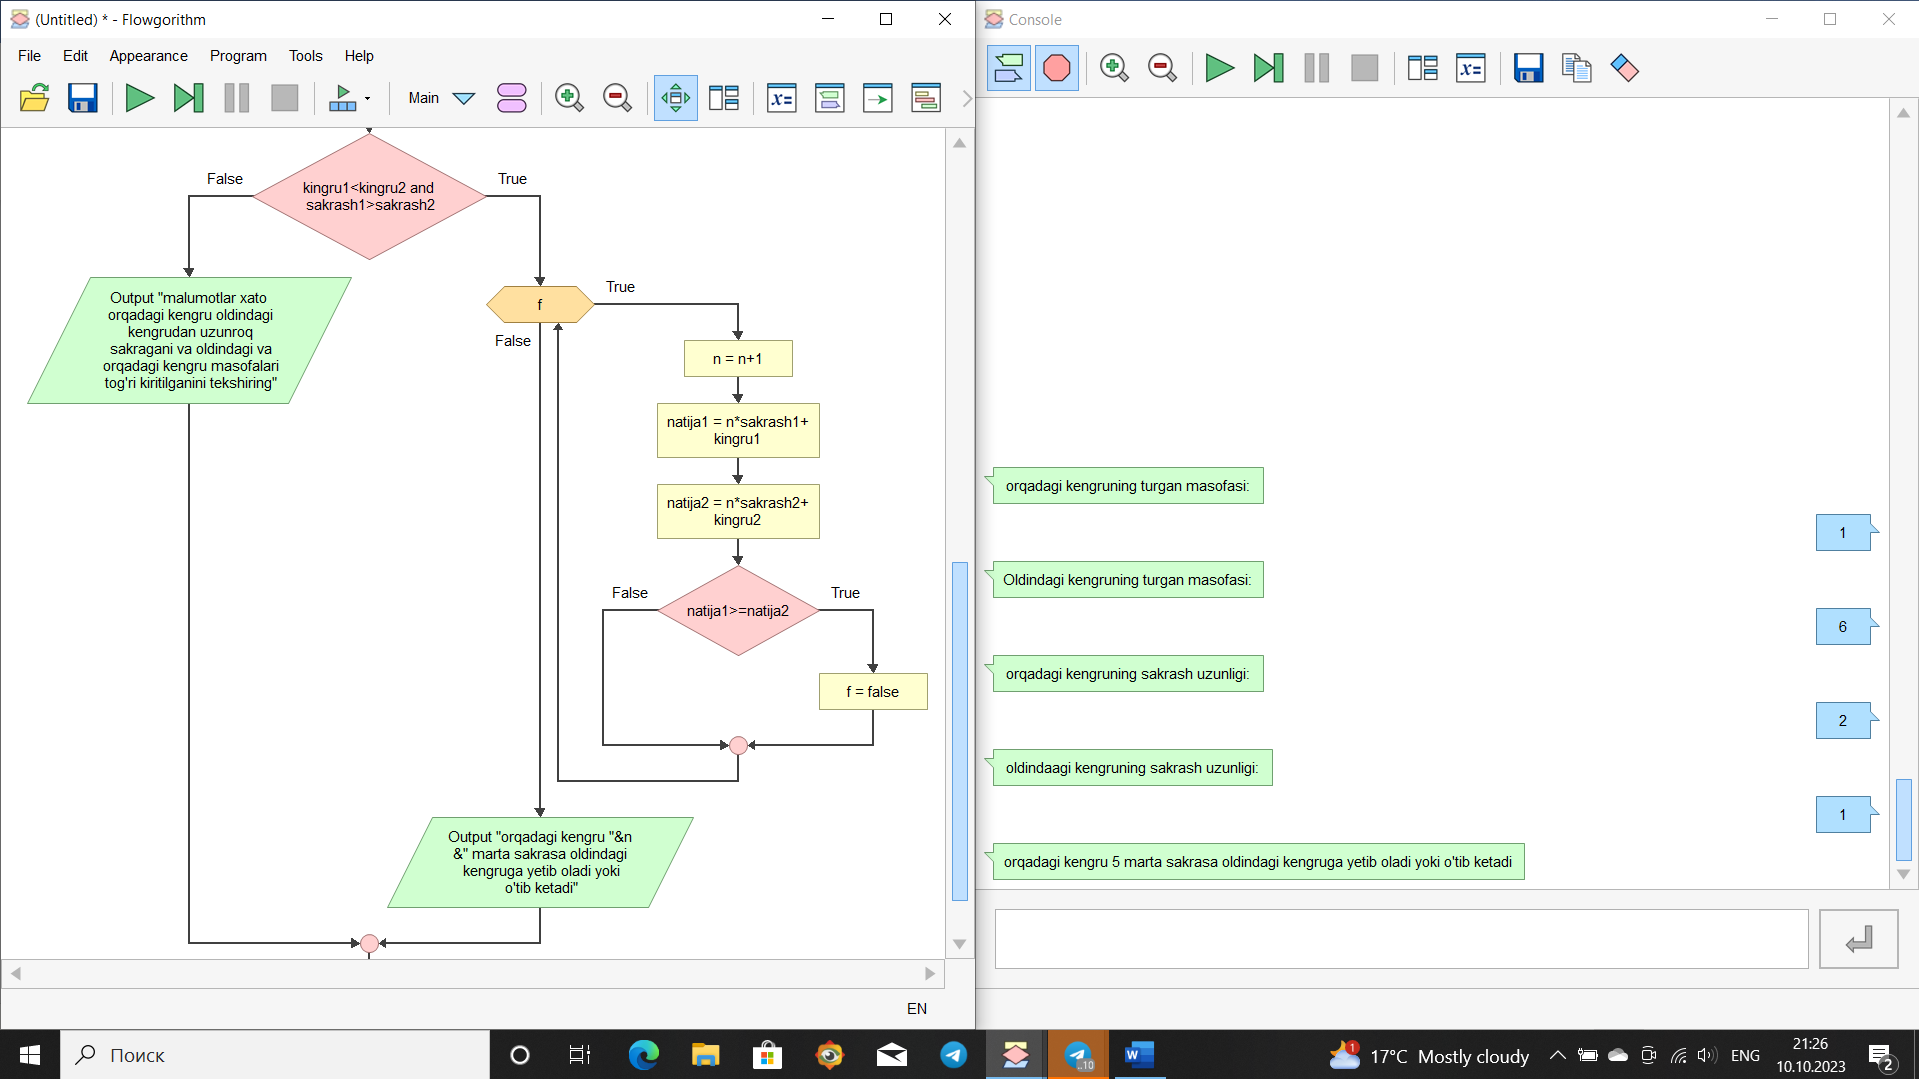 (Untitled) * - Flowgorithm
File Edit Appearance Program Tools Help
Main
x=
False
True
kingru1<kingru2 and
sakrash1>sakrash2
Output "malumotlar xato
orqadagi kengru oldindagi
kengrudan uzunroq
sakragani va oldindagi va
orqadagi kengru masofalari
tog'ri kiritilganini tekshiring"
f
True
False
n = n+1
natija1 = n*sakrash1+
kingru1
natija2 = n*sakrash2+
kingru2
False
True
natija1>=natija2
f = false
Output "orqadagi kengru "&n
&" marta sakrasa oldindagi
kengruga yetib oladi yoki
o'tib ketadi"
EN
Console
x=
orqadagi kengruning turgan masofasi:
1
Oldindagi kengruning turgan masofasi:
6
orqadagi kengruning sakrash uzunligi:
2
oldindaagi kengruning sakrash uzunligi:
1
orqadagi kengru 5 marta sakrasa oldindagi kengruga yetib oladi yoki o'tib ketadi
Поиск
..10
W
1
17°C Mostly cloudy
ENG
21:26
10.10.2023
2